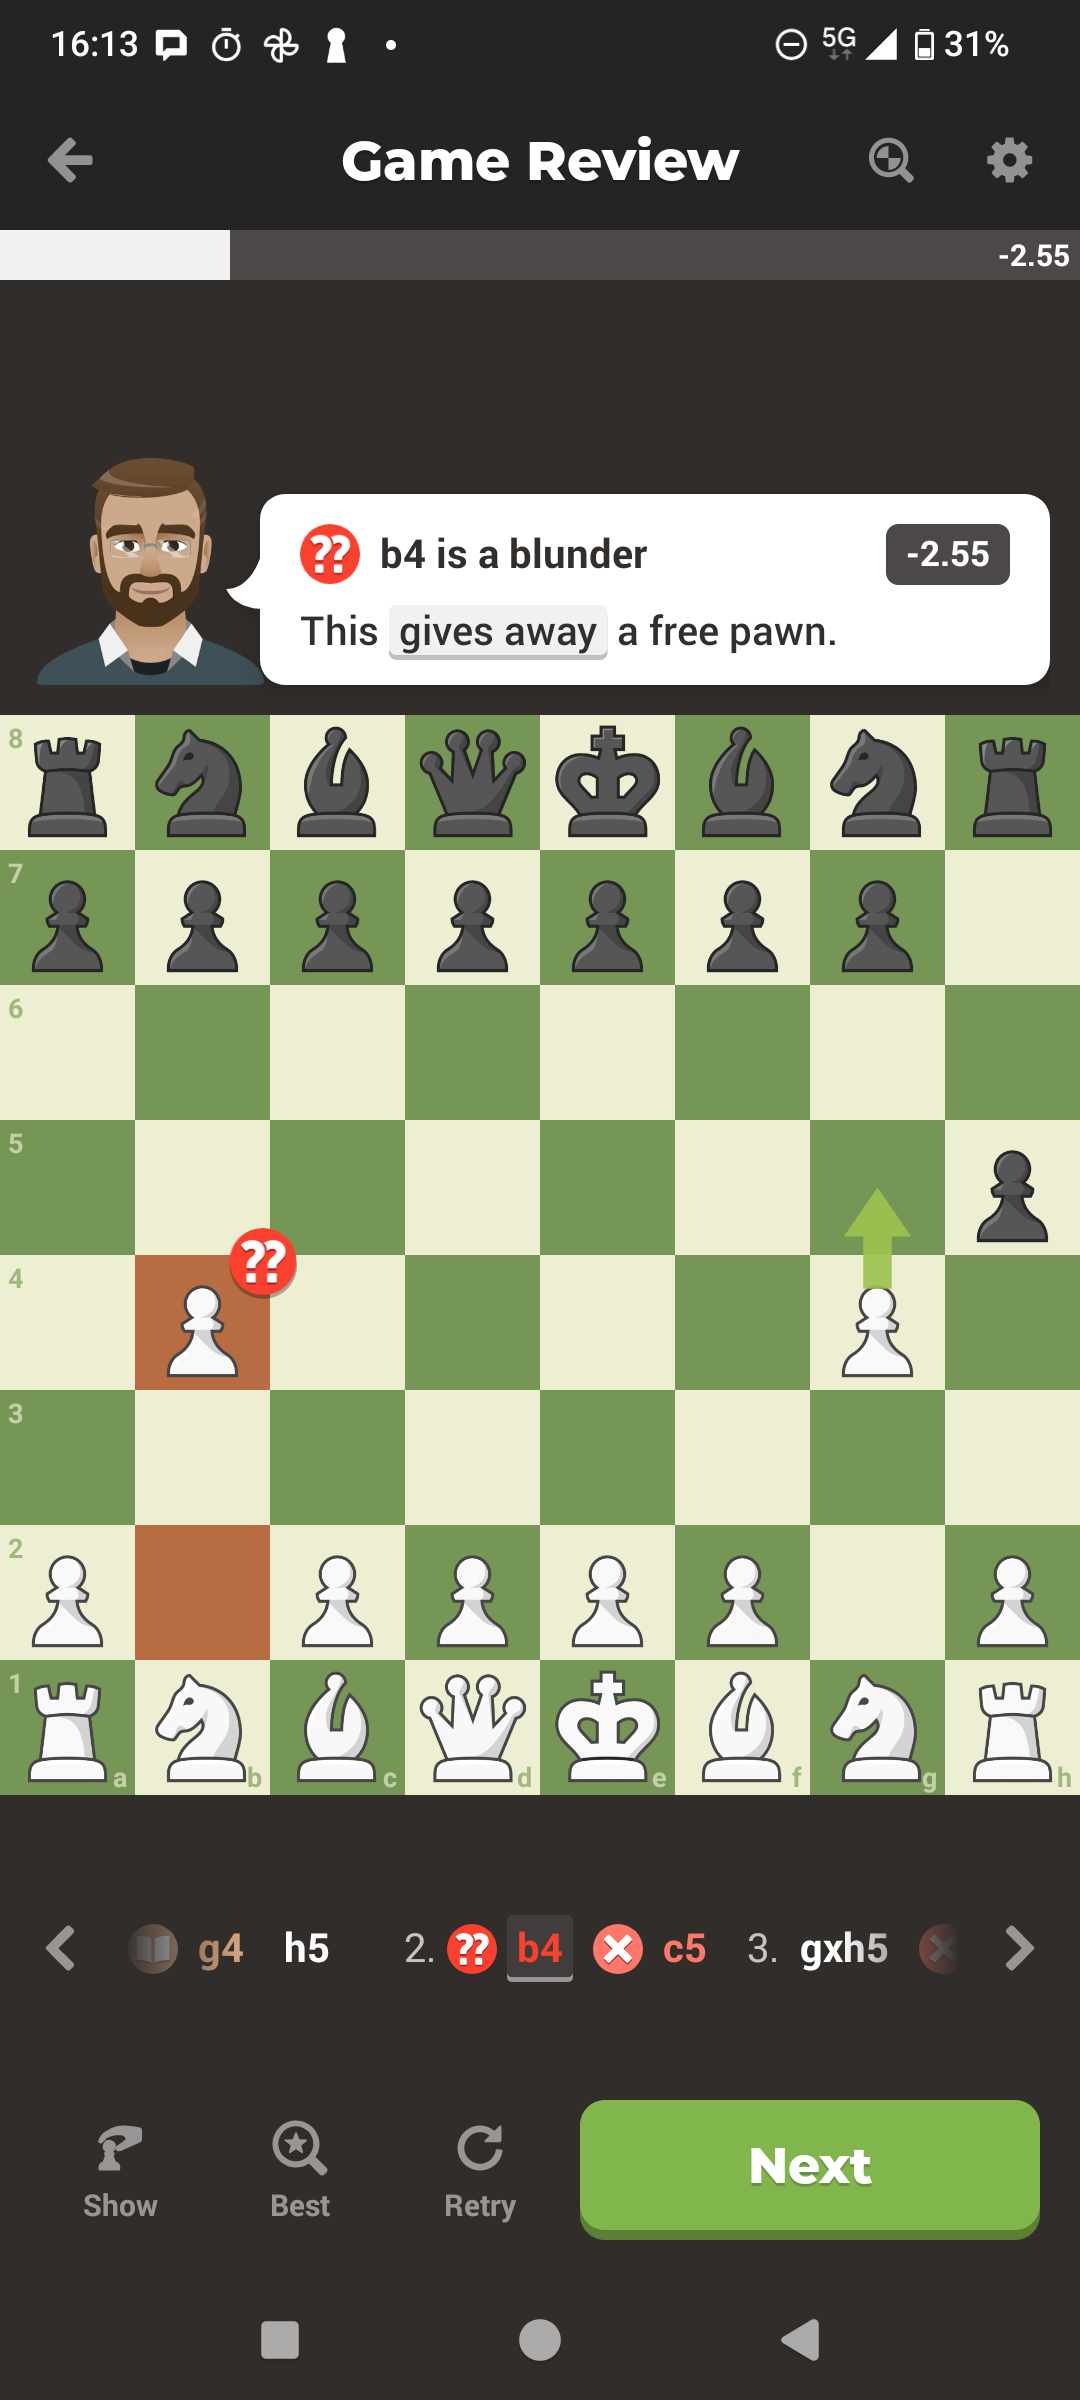 16:13 5G 31%
Game Review
-2.55
?? b4 is a blunder -2.55
This gives away a free pawn.
8
7
6
5
??
4
3
2
1
a b c d e f g h
g4 h5 2. ?? b4 c5 3. gxh5
Show Best Retry Next